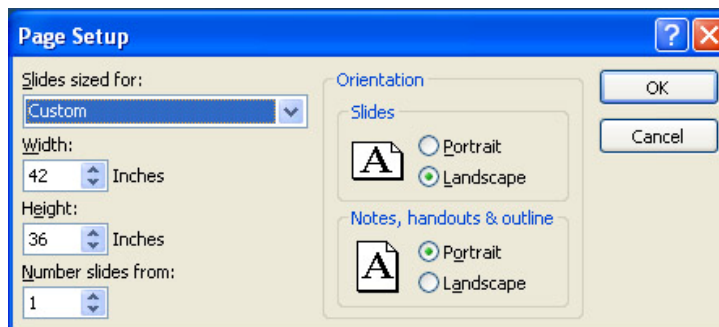 Page Setup
Slides sized for:
Custom
Width:
42 Inches
Height:
36 Inches
Number slides from:
1
Orientation
Slides
A
Portrait
Landscape
Notes, handouts & outline
A
Portrait
Landscape
OK
Cancel